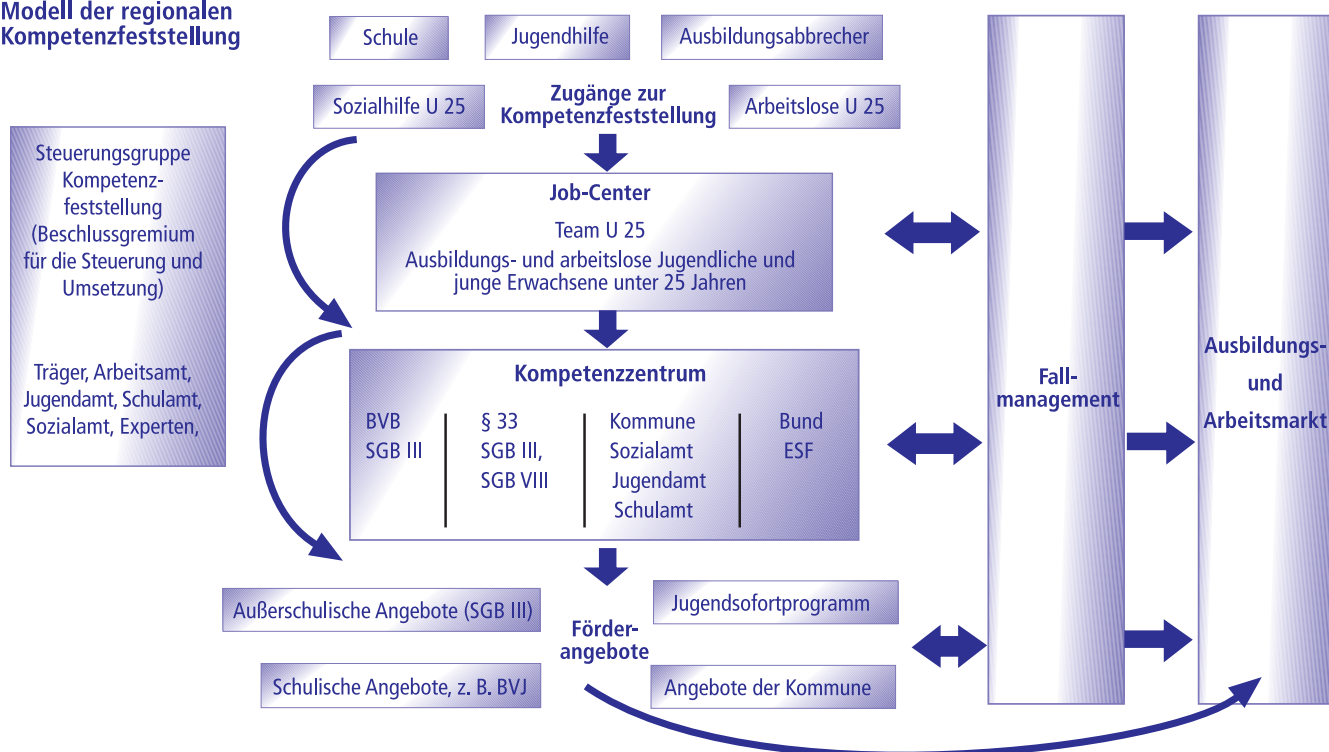 Modell der regionalen
Kompetenzfeststellung
Schule
Jugendhilfe
Ausbildungsabbrecher
Sozialhilfe U 25
Zugänge zur
Kompetenzfeststellung
Arbeitslose U 25
Steuerungsgruppe
Kompetenz-
feststellung
(Beschlussgremium
für die Steuerung und
Umsetzung)
Träger, Arbeitsamt,
Jugendamt, Schulamt,
Sozialamt, Experten,
Job-Center
Team U 25
Ausbildungs- und arbeitslose Jugendliche und
junge Erwachsene unter 25 Jahren
Kompetenzzentrum
BVB
SGB III
§ 33
SGB III,
SGB VIII
Kommune
Sozialamt
Jugendamt
Schulamt
Bund
ESF
Außerschulische Angebote (SGB III)
Jugendsofortprogramm
Förder-
angebote
Schulische Angebote, z. B. BVJ
Angebote der Kommune
Fall-
management
Ausbildungs-
und
Arbeitsmarkt